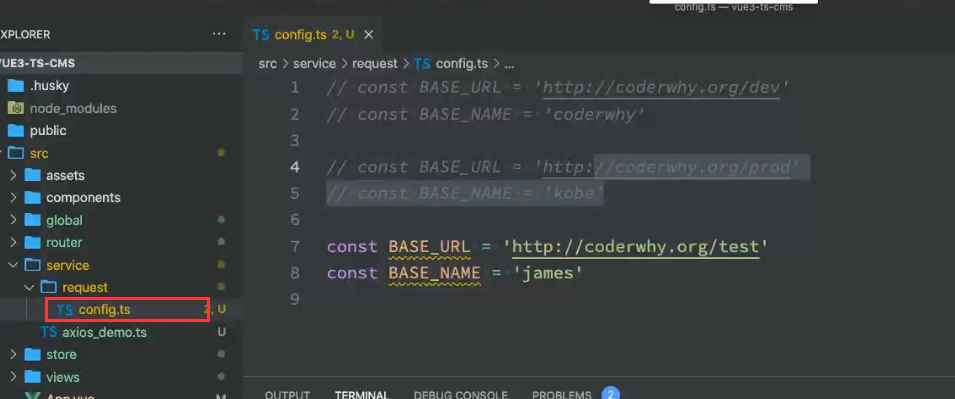 config.ts — vue3-ts-cms
XPLORER ...
TS config.ts 2, U ×
VUE3-TS-CMS
src > service > request > TS config.ts > ...
.husky
node_modules
public
src
assets
components
global
router
service
request
TS config.ts 2, U
TS axios_demo.ts U
store
views
App.vue M
1 // const BASE_URL = 'http://coderwhy.org/dev'
2 // const BASE_NAME = 'coderwhy'
3
4 // const BASE_URL = 'http://coderwhy.org/prod'
5 // const BASE_NAME = 'kobe'
6
7 const BASE_URL = 'http://coderwhy.org/test'
8 const BASE_NAME = 'james'
9
OUTPUT TERMINAL DEBUG CONSOLE PROBLEMS 2